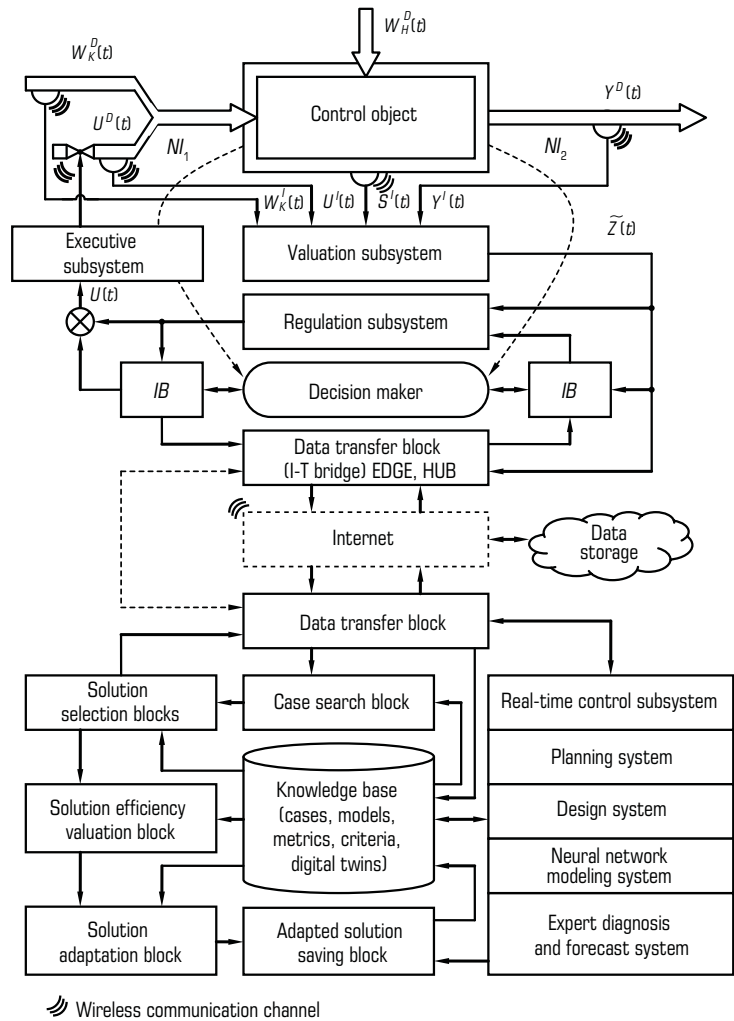 W_H^D(t)
W_K^D(t)
Y^D(t)
U^D(t)
Control object
NI_1
NI_2
W_K^I(t)
U^I(t)
S^I(t)
Y^I(t)
Z̃(t)
Executive
subsystem
Valuation subsystem
U(t)
Regulation subsystem
IB
Decision maker
IB
Data transfer block
(I-T bridge) EDGE, HUB
Internet
Data
storage
Data transfer block
Solution
selection blocks
Case search block
Real-time control subsystem
Planning system
Knowledge base
(cases, models,
metrics, criteria,
digital twins)
Solution efficiency
valuation block
Design system
Neural network
modeling system
Solution
adaptation block
Adapted solution
saving block
Expert diagnosis
and forecast system
Wireless communication channel